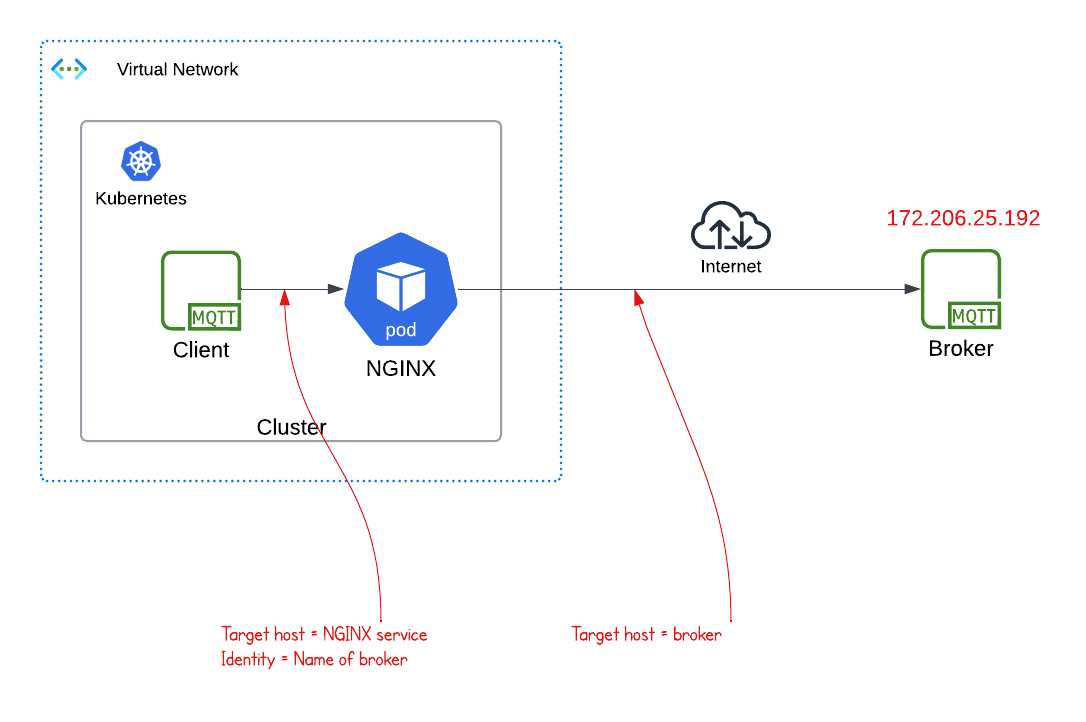 Virtual Network
Kubernetes
172.206.25.192
Internet
MQTT
Client
pod
NGINX
MQTT
Broker
Cluster
Target host = NGINX service
Identity = Name of broker
Target host = broker